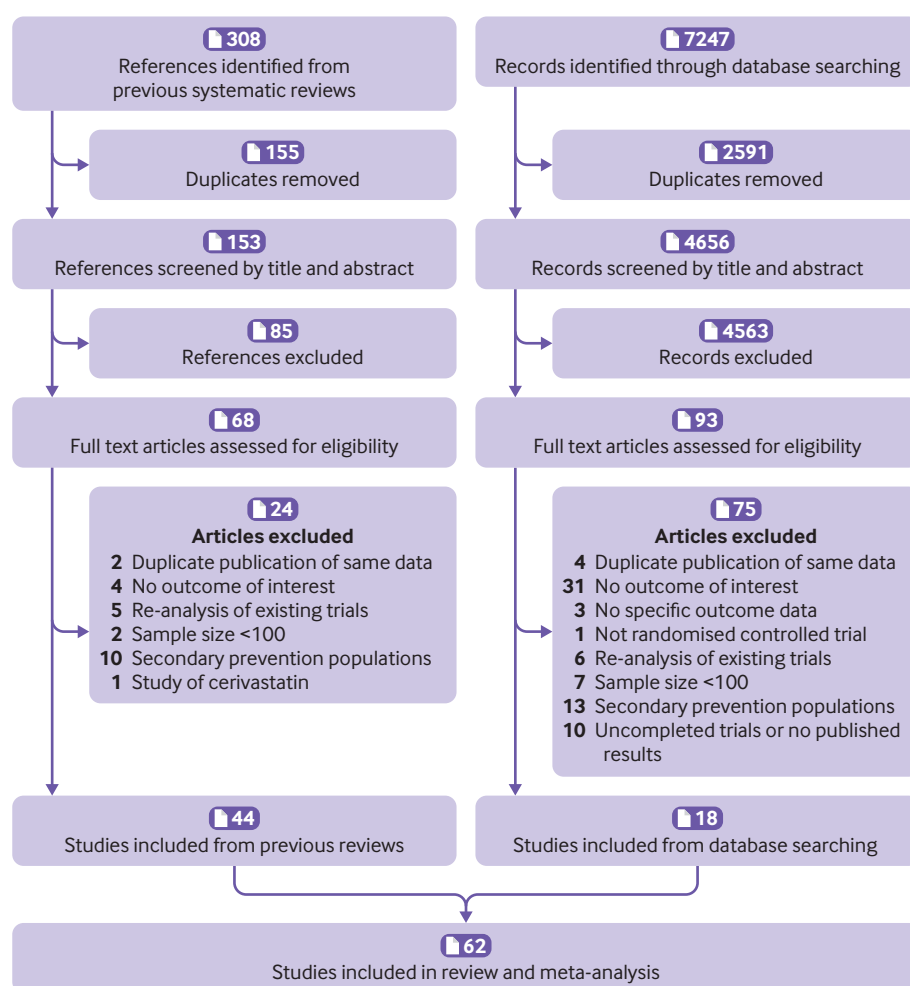 308
References identified from
previous systematic reviews
7247
Records identified through database searching
155
Duplicates removed
2591
Duplicates removed
153
References screened by title and abstract
4656
Records screened by title and abstract
85
References excluded
4563
Records excluded
68
Full text articles assessed for eligibility
93
Full text articles assessed for eligibility
24
Articles excluded
2 Duplicate publication of same data
4 No outcome of interest
5 Re-analysis of existing trials
2 Sample size <100
10 Secondary prevention populations
1 Study of cerivastatin
75
Articles excluded
4 Duplicate publication of same data
31 No outcome of interest
3 No specific outcome data
1 Not randomised controlled trial
6 Re-analysis of existing trials
7 Sample size <100
13 Secondary prevention populations
10 Uncompleted trials or no published
results
44
Studies included from previous reviews
18
Studies included from database searching
62
Studies included in review and meta-analysis